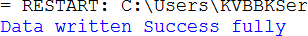 = RESTART: C:\Users\KVBBKSer
Data written Success fully